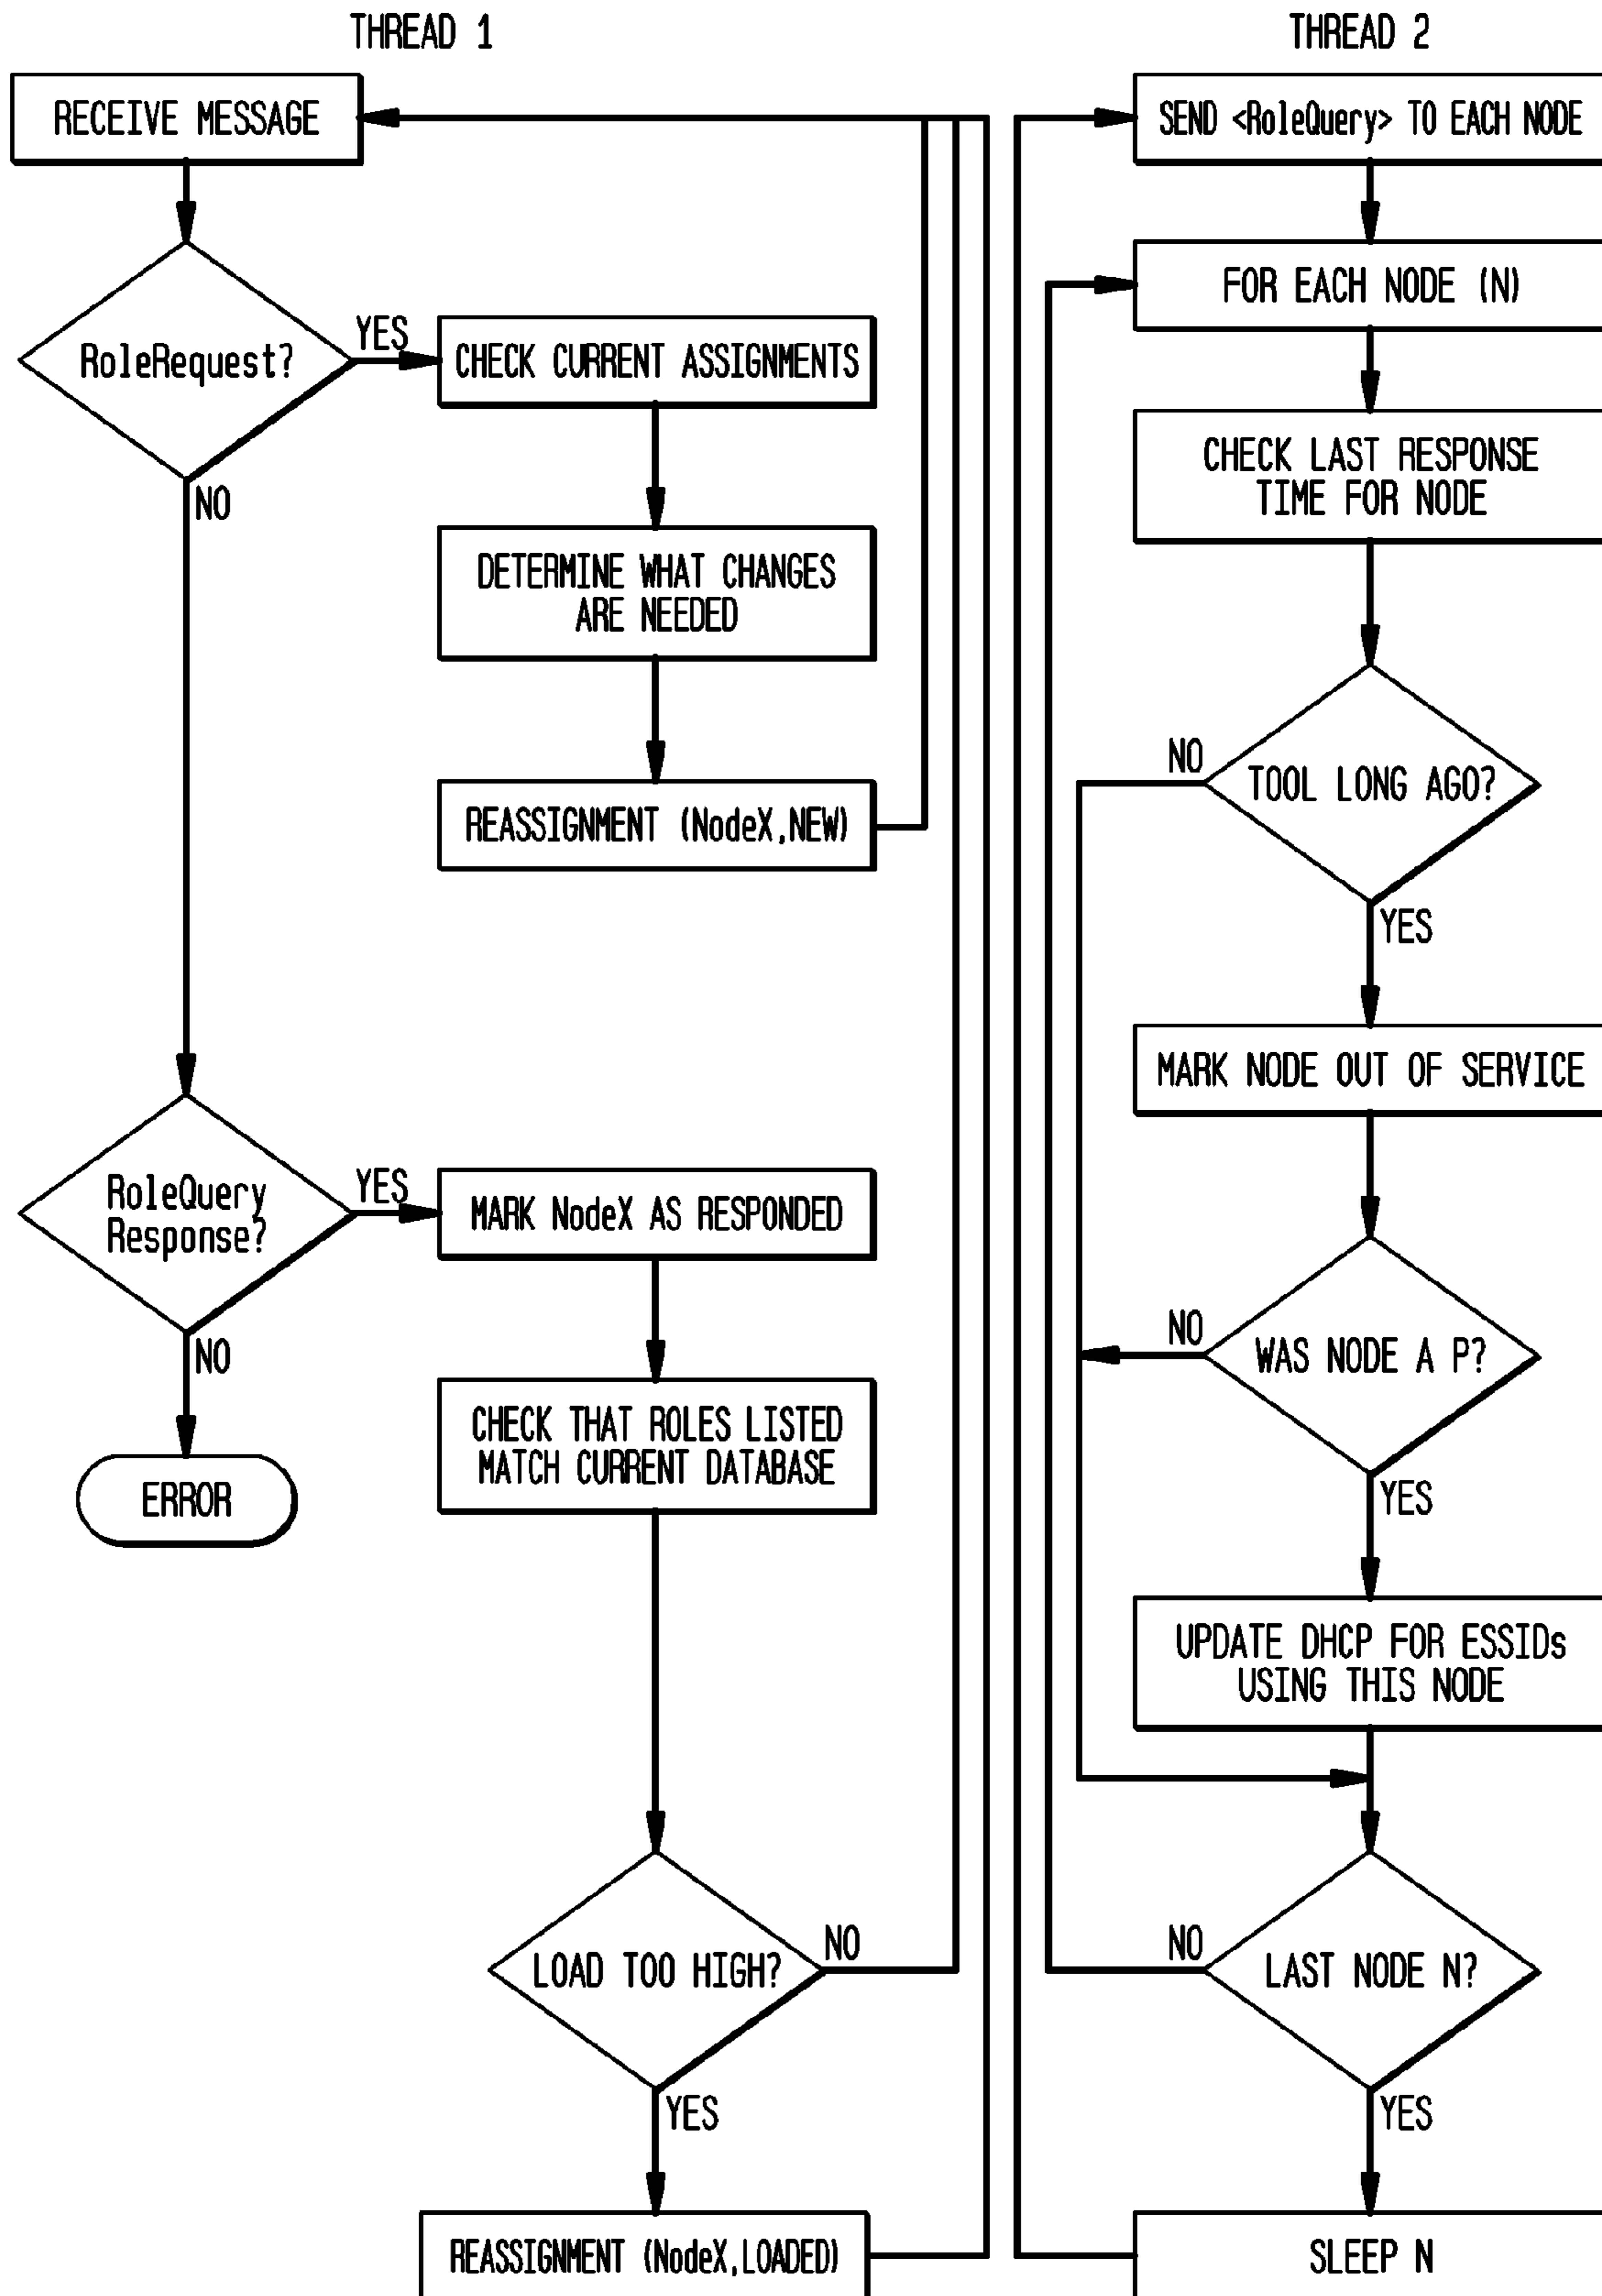 THREAD 1
RECEIVE MESSAGE
RoleRequest?
YES
NO
CHECK CURRENT ASSIGNMENTS
DETERMINE WHAT CHANGES
ARE NEEDED
REASSIGNMENT (NodeX,NEW)
RoleQuery
Response?
YES
NO
ERROR
MARK NodeX AS RESPONDED
CHECK THAT ROLES LISTED
MATCH CURRENT DATABASE
LOAD TOO HIGH?
NO
YES
REASSIGNMENT (NodeX,LOADED)
THREAD 2
SEND <RoleQuery> TO EACH NODE
FOR EACH NODE (N)
CHECK LAST RESPONSE
TIME FOR NODE
NO
TOOL LONG AGO?
YES
MARK NODE OUT OF SERVICE
NO
WAS NODE A P?
YES
UPDATE DHCP FOR ESSIDs
USING THIS NODE
NO
LAST NODE N?
YES
SLEEP N